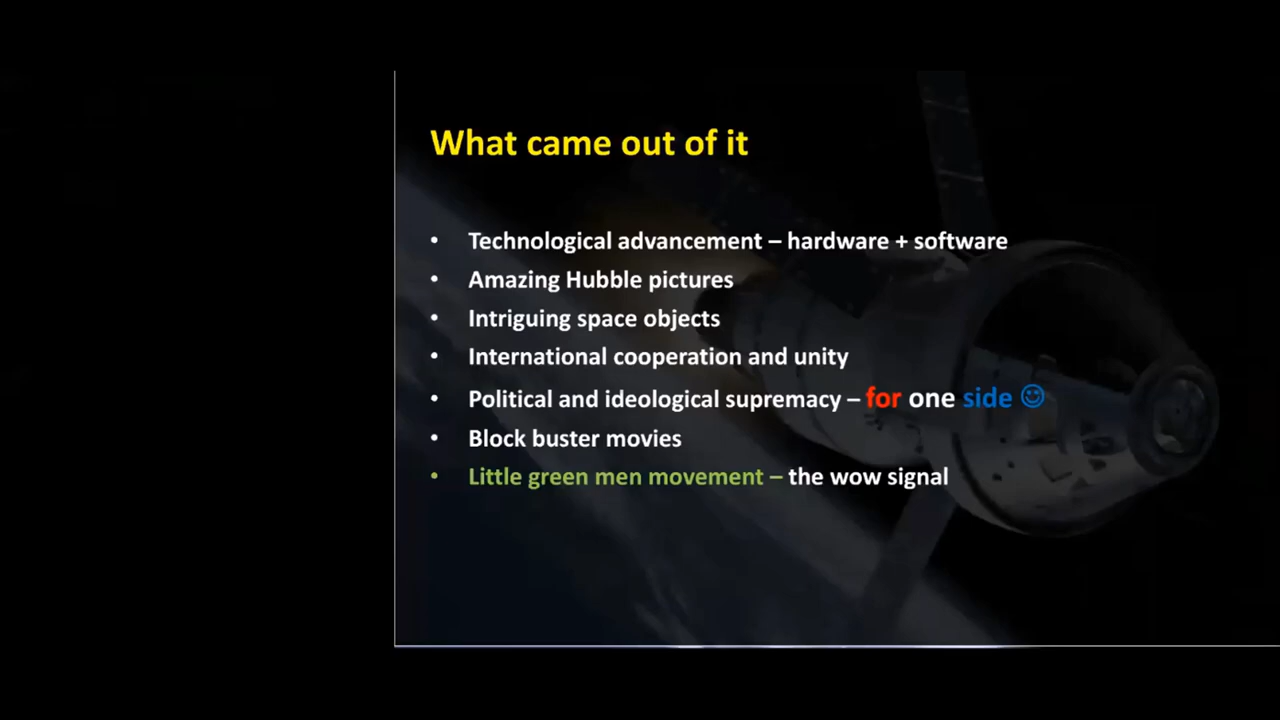 What came out of it
• Technological advancement – hardware + software
• Amazing Hubble pictures
• Intriguing space objects
• International cooperation and unity
• Political and ideological supremacy – for one side ☺
• Block buster movies
• Little green men movement – the wow signal